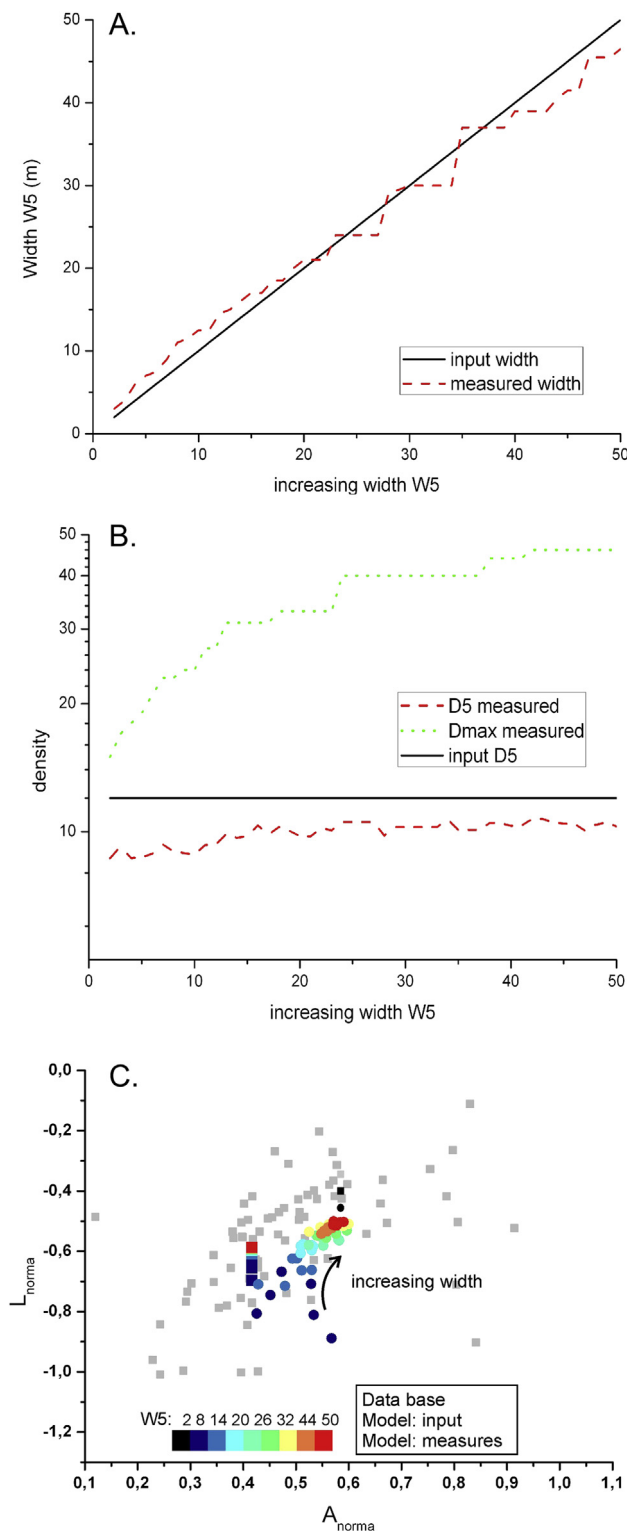 A.
50
40
30
20
10
0
Width W5 (m)
input width
measured width
0 10 20 30 40 50
increasing width W5
B.
50
40
30
20
10
density
D5 measured
Dmax measured
input D5
0 10 20 30 40 50
increasing width W5
C.
0,0
-0,2
-0,4
-0,6
-0,8
-1,0
-1,2
Lnorma
increasing width
W5: 2 8 14 20 26 32 44 50
Data base
Model: input
Model: measures
0,1 0,2 0,3 0,4 0,5 0,6 0,7 0,8 0,9 1,0 1,1
Anorma